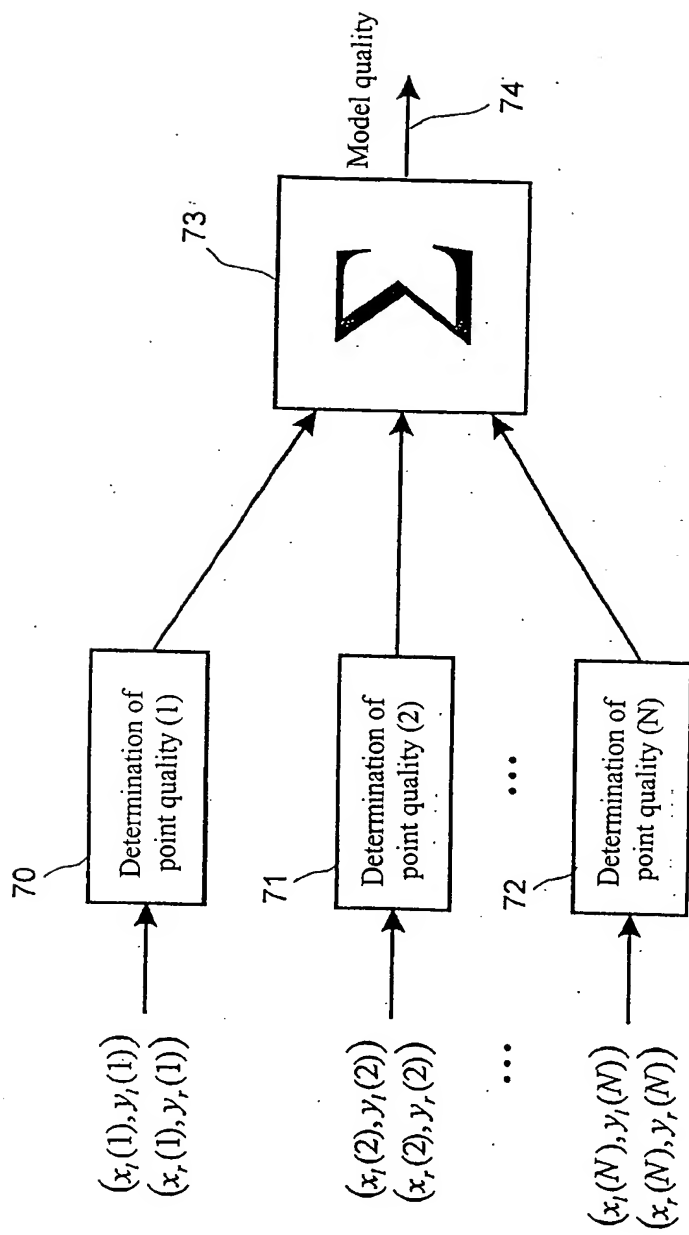 (x_l(1), y_l(1))
(x_r(1), y_r(1))
70
Determination of
point quality (1)
(x_l(2), y_l(2))
(x_r(2), y_r(2))
71
Determination of
point quality (2)
...
...
(x_l(N), y_l(N))
(x_r(N), y_r(N))
72
Determination of
point quality (N)
73
Σ
Model quality
74